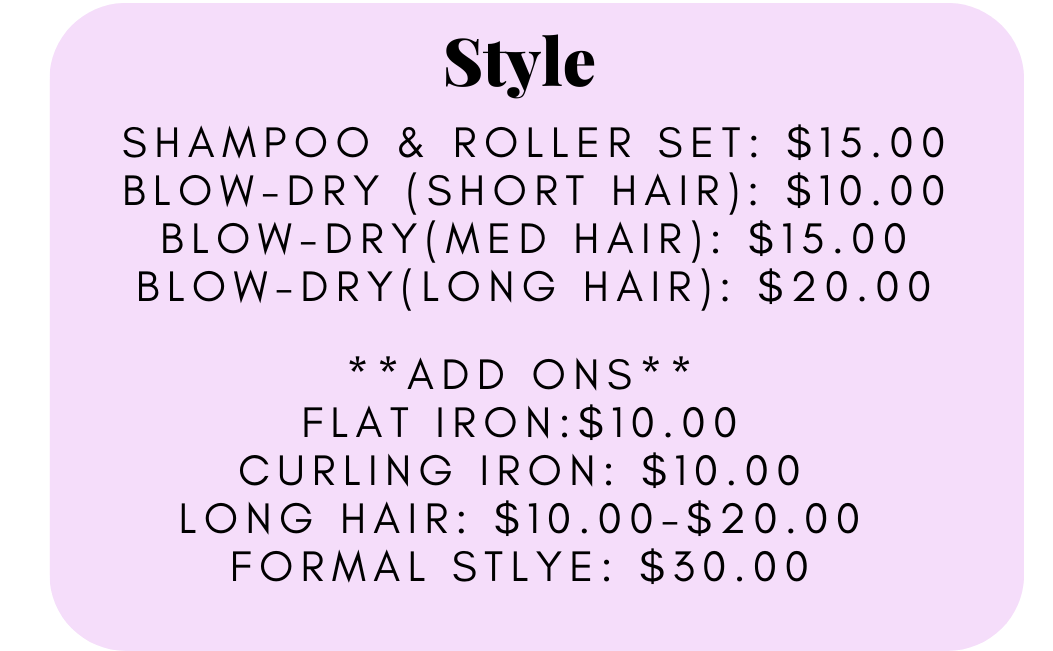 Style
SHAMPOO & ROLLER SET: $15.00
BLOW-DRY (SHORT HAIR): $10.00
BLOW-DRY(MED HAIR): $15.00
BLOW-DRY(LONG HAIR): $20.00
**ADD ONS**
FLAT IRON:$10.00
CURLING IRON: $10.00
LONG HAIR: $10.00-$20.00
FORMAL STLYE: $30.00